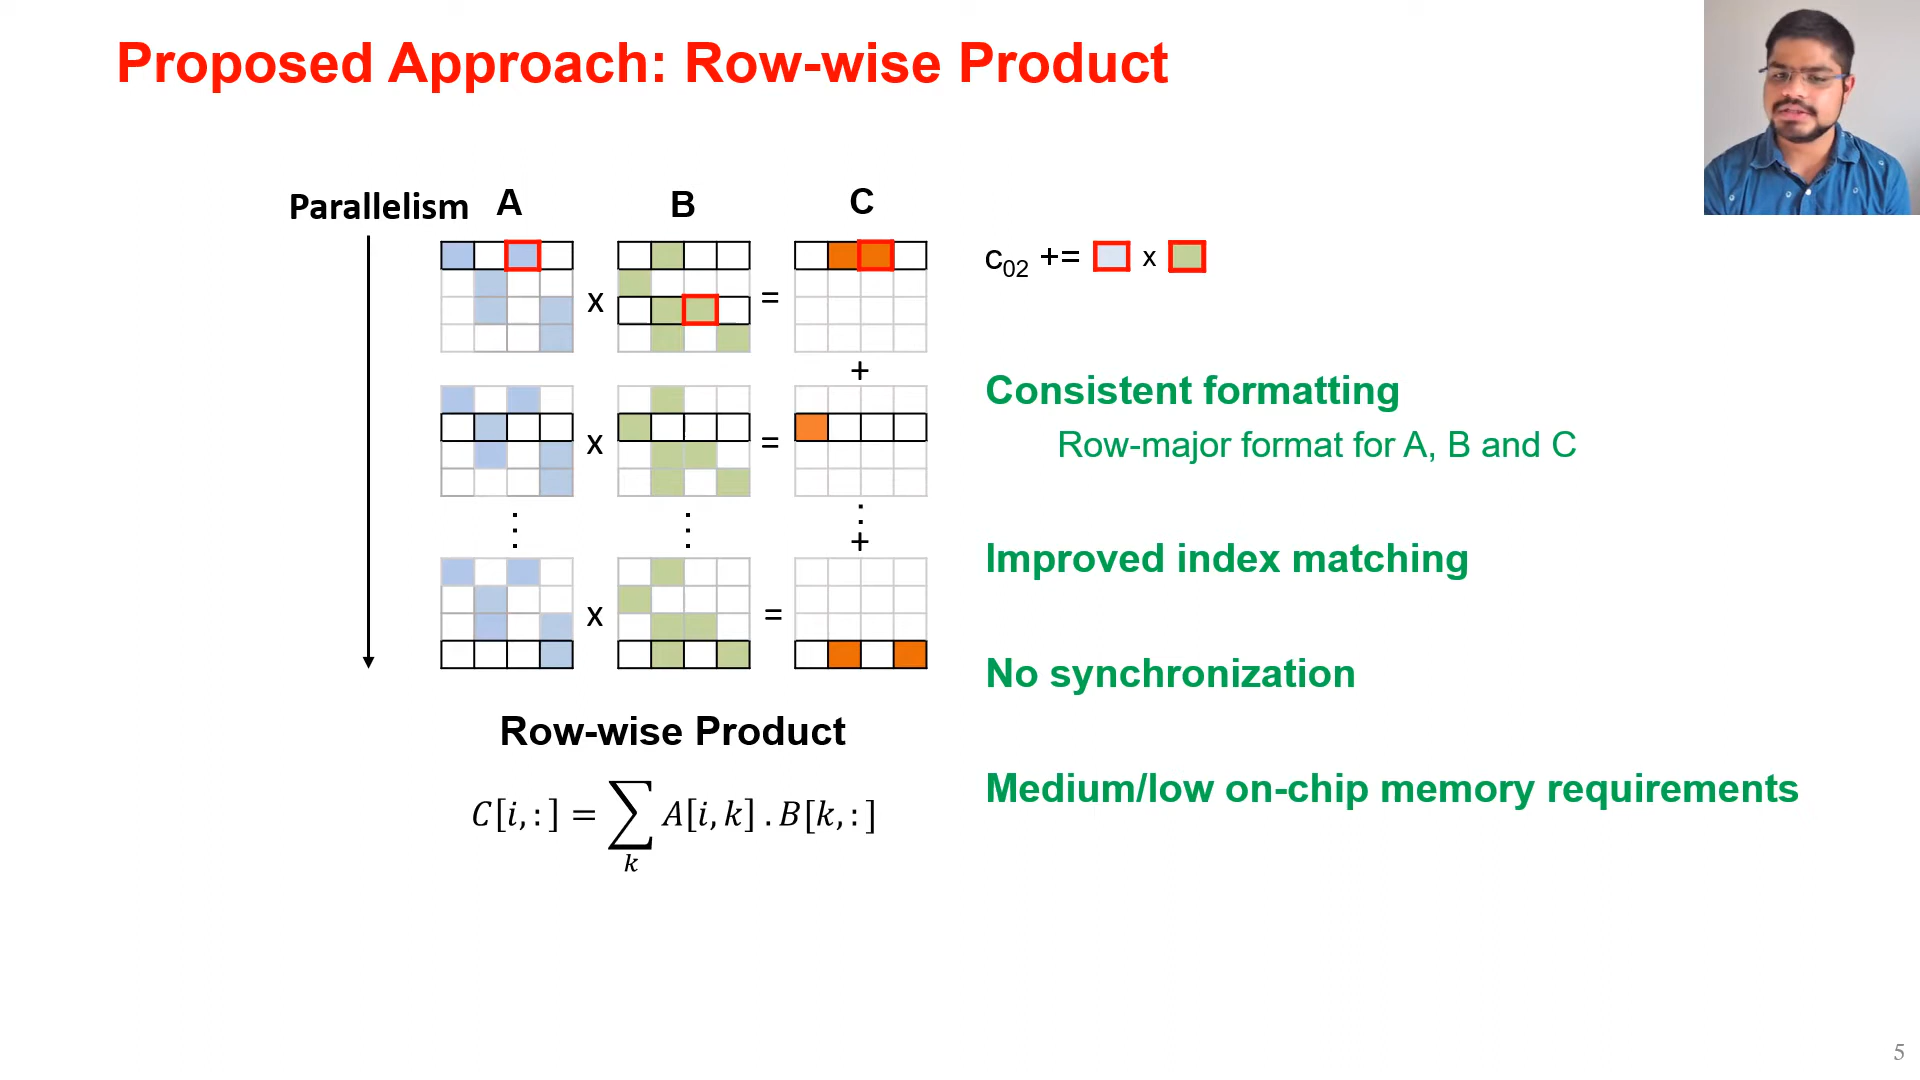 Proposed Approach: Row-wise Product
Parallelism A B C
x =
c02 += x
+
x =
⋮ ⋮ ⋮
+
x =
Row-wise Product
C[i,:] = ∑ A[i,k] . B[k,:]
k
Consistent formatting
Row-major format for A, B and C
Improved index matching
No synchronization
Medium/low on-chip memory requirements
5